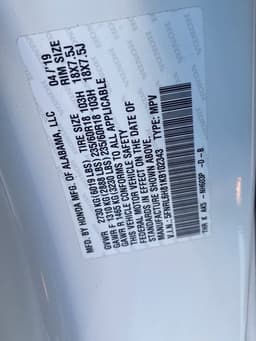 MFD. BY HONDA MFG. OF ALABAMA, LLC 04/'19
TIRE SIZE RIM SIZE
GVWR 2730 KG(6019 LBS) 235/60R18 103H 18X7.5J
GAWR F 1310 KG(2888 LBS) 235/60R18 103H 18X7.5J
GAWR R 1465 KG(3230 LBS)
THIS VEHICLE CONFORMS TO ALL APPLICABLE
FEDERAL MOTOR VEHICLE SAFETY
STANDARDS IN EFFECT ON THE DATE OF
MANUFACTURE SHOWN ABOVE.
TYPE: MPV
HONDA